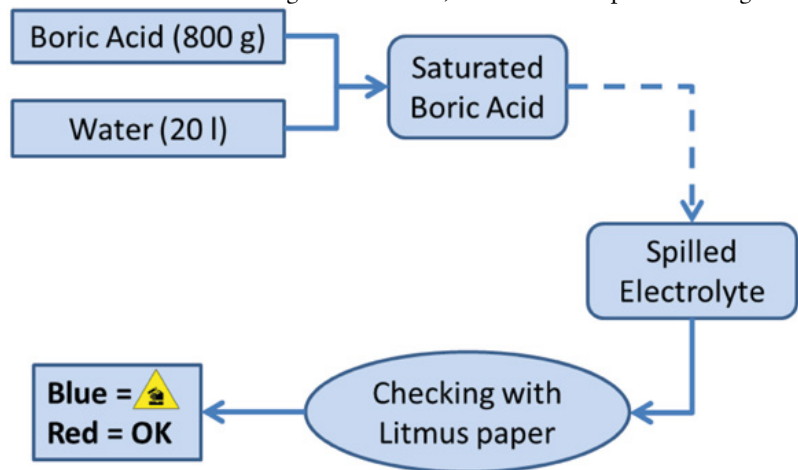 Boric Acid (800 g)
Water (20 l)
Saturated
Boric Acid
Spilled
Electrolyte
Checking with
Litmus paper
Blue =
Red = OK